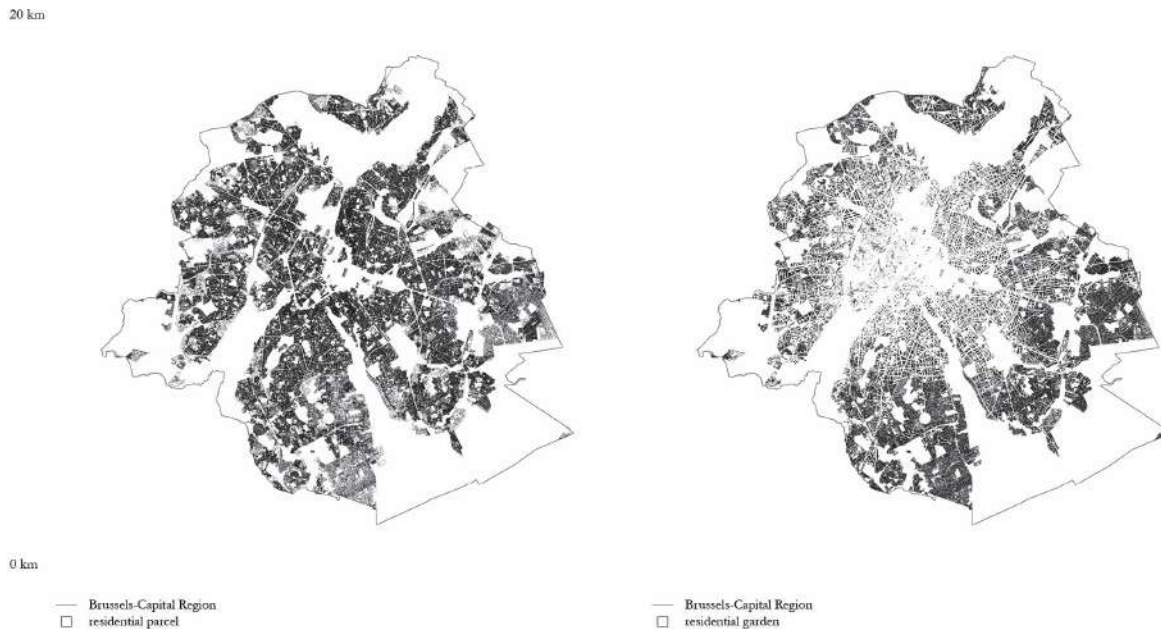 20 km
0 km
Brussels-Capital Region
residential parcel
Brussels-Capital Region
residential garden